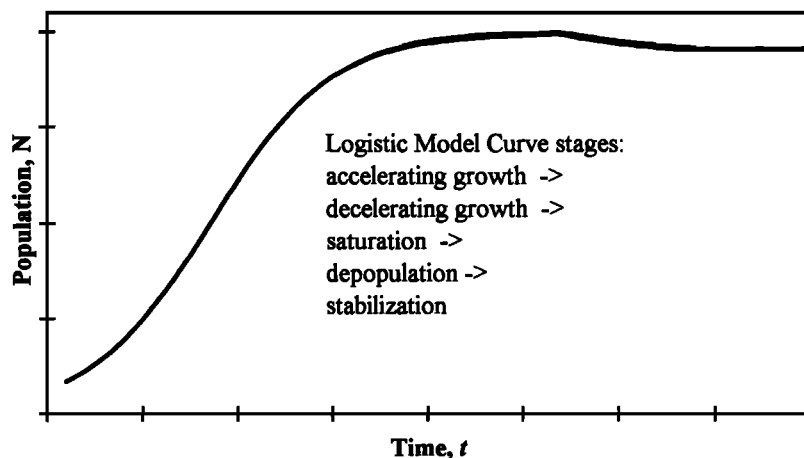 Population, N
Logistic Model Curve stages:
accelerating growth ->
decelerating growth ->
saturation ->
depopulation ->
stabilization
Time, t